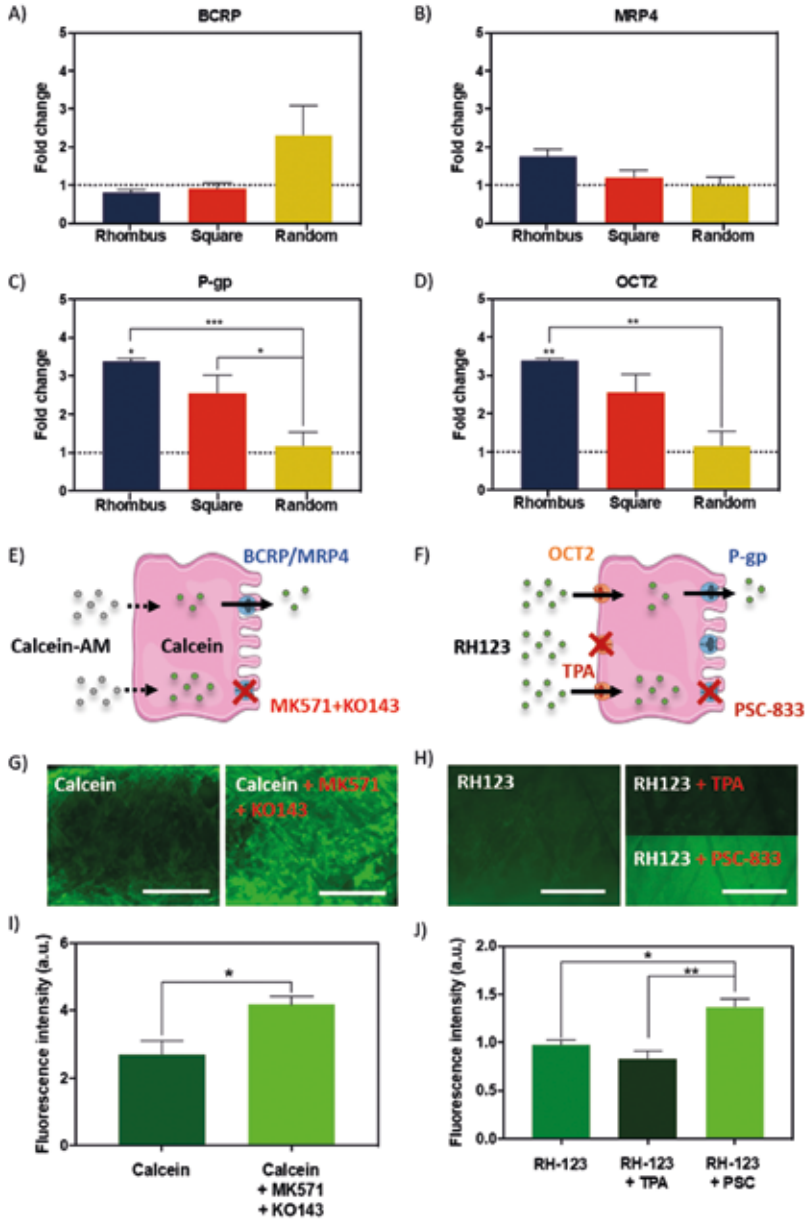 A)
BCRP
Fold change
5
4
3
2
1
0
Rhombus Square Random
B)
MRP4
Fold change
5
4
3
2
1
0
Rhombus Square Random
C)
P-gp
Fold change
5
4
3
2
1
0
***
*
*
Rhombus Square Random
D)
OCT2
Fold change
5
4
3
2
1
0
**
**
Rhombus Square Random
E)
BCRP/MRP4
Calcein-AM
Calcein
MK571+KO143
F)
OCT2
P-gp
RH123
TPA
PSC-833
G)
Calcein
Calcein + MK571
+ KO143
H)
RH123
RH123 + TPA
RH123 + PSC-833
I)
Fluorescence intensity (a.u.)
6
4
2
0
*
Calcein
Calcein
+ MK571
+ KO143
J)
Fluorescence intensity (a.u.)
2.0
1.5
1.0
0.5
0.0
*
**
RH-123
RH-123
+ TPA
RH-123
+ PSC